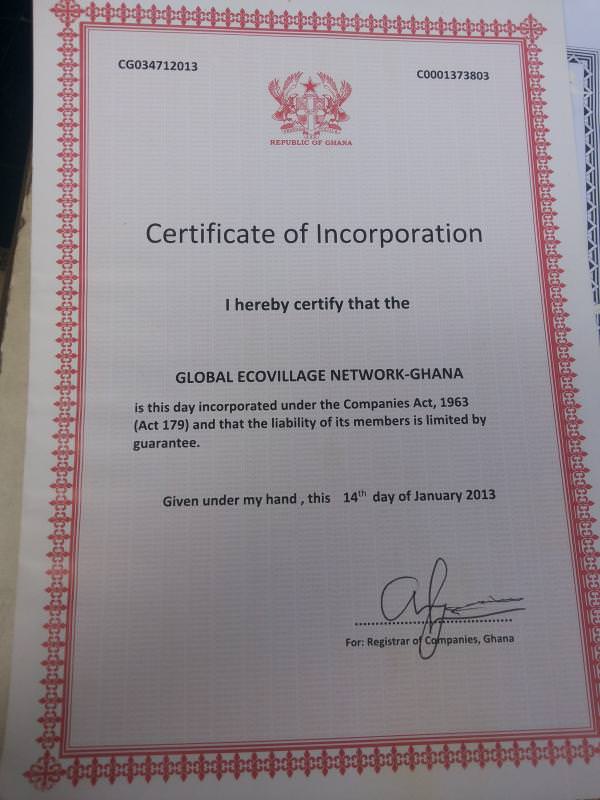 CG034712013
C0001373803
REPUBLIC OF GHANA
Certificate of Incorporation
I hereby certify that the
GLOBAL ECOVILLAGE NETWORK-GHANA
is this day incorporated under the Companies Act, 1963
(Act 179) and that the liability of its members is limited by
guarantee.
Given under my hand , this 14th day of January 2013
For: Registrar of Companies, Ghana